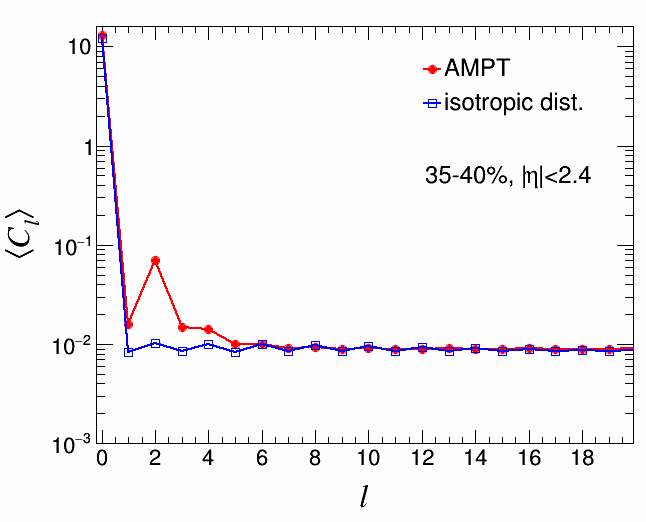 10
1
10⁻¹
10⁻²
10⁻³
⟨C_l⟩
AMPT
isotropic dist.
35-40%, |η|<2.4
0 2 4 6 8 10 12 14 16 18
l